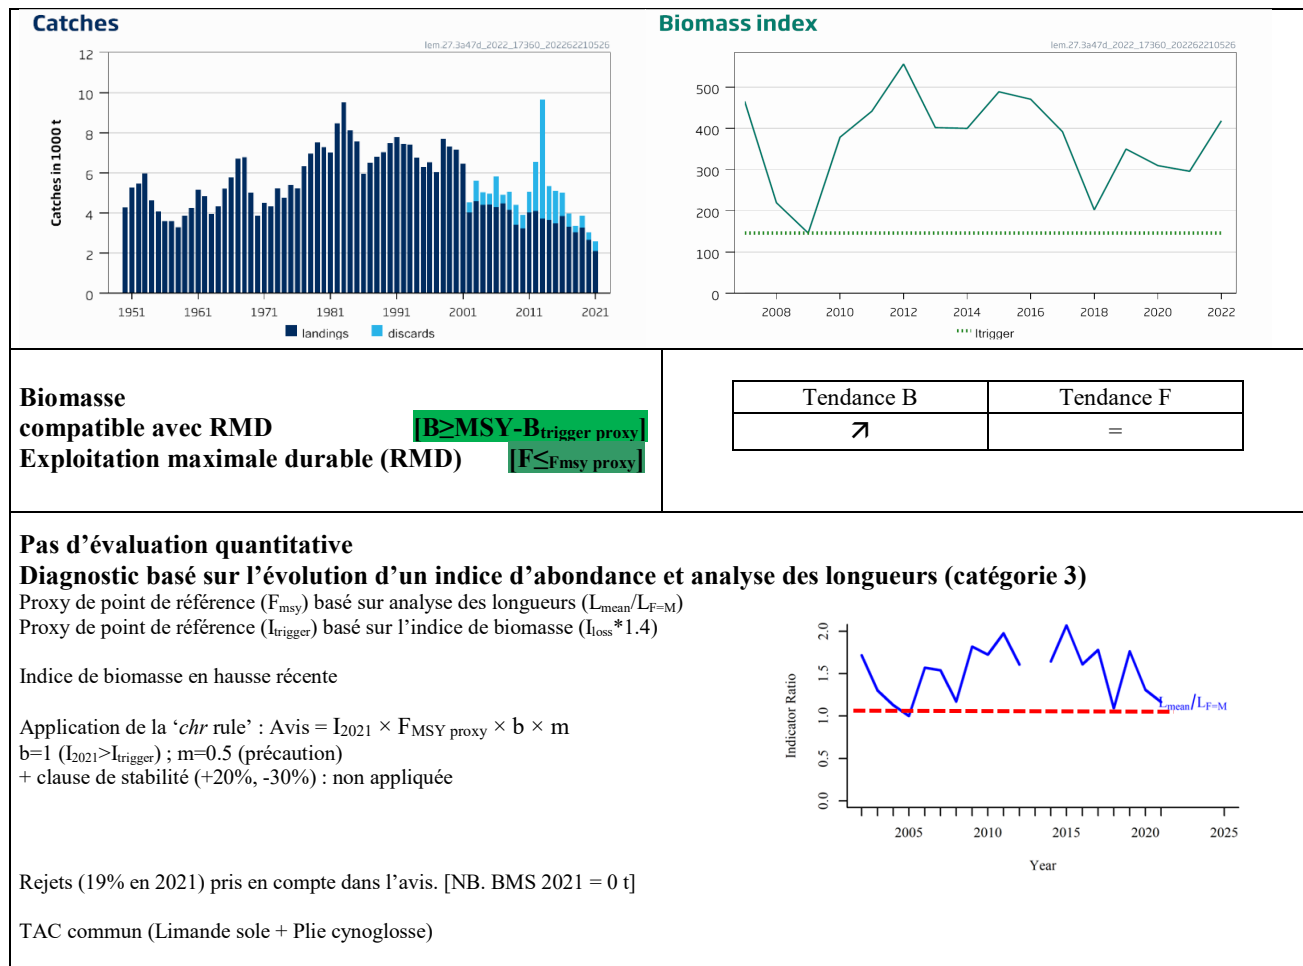 Catches
lem.27.3a47d_2022_17360_202262210526
12
10
8
6
4
2
0
Catches in 1000 t
1951 1961 1971 1981 1991 2001 2011 2021
landings discards
Biomass index
lem.27.3a47d_2022_17360_202262210526
500
400
300
200
100
0
2008 2010 2012 2014 2016 2018 2020 2022
Itrigger
Biomasse
compatible avec RMD [B≥MSY-Btrigger proxy]
Exploitation maximale durable (RMD) [F≤Fmsy proxy]
Tendance B Tendance F
↗ =
Pas d’évaluation quantitative
Diagnostic basé sur l’évolution d’un indice d’abondance et analyse des longueurs (catégorie 3)
Proxy de point de référence (Fmsy) basé sur analyse des longueurs (Lmean/LF=M)
Proxy de point de référence (Itrigger) basé sur l’indice de biomasse (Iloss*1.4)
Indice de biomasse en hausse récente
Application de la ‘chr rule’ : Avis = I2021 × FMSY proxy × b × m
b=1 (I2021>Itrigger) ; m=0.5 (précaution)
+ clause de stabilité (+20%, -30%) : non appliquée
Rejets (19% en 2021) pris en compte dans l’avis. [NB. BMS 2021 = 0 t]
TAC commun (Limande sole + Plie cynoglosse)
2.0
1.5
1.0
0.5
0.0
Indicator Ratio
Lmean/LF=M
2005 2010 2015 2020 2025
Year